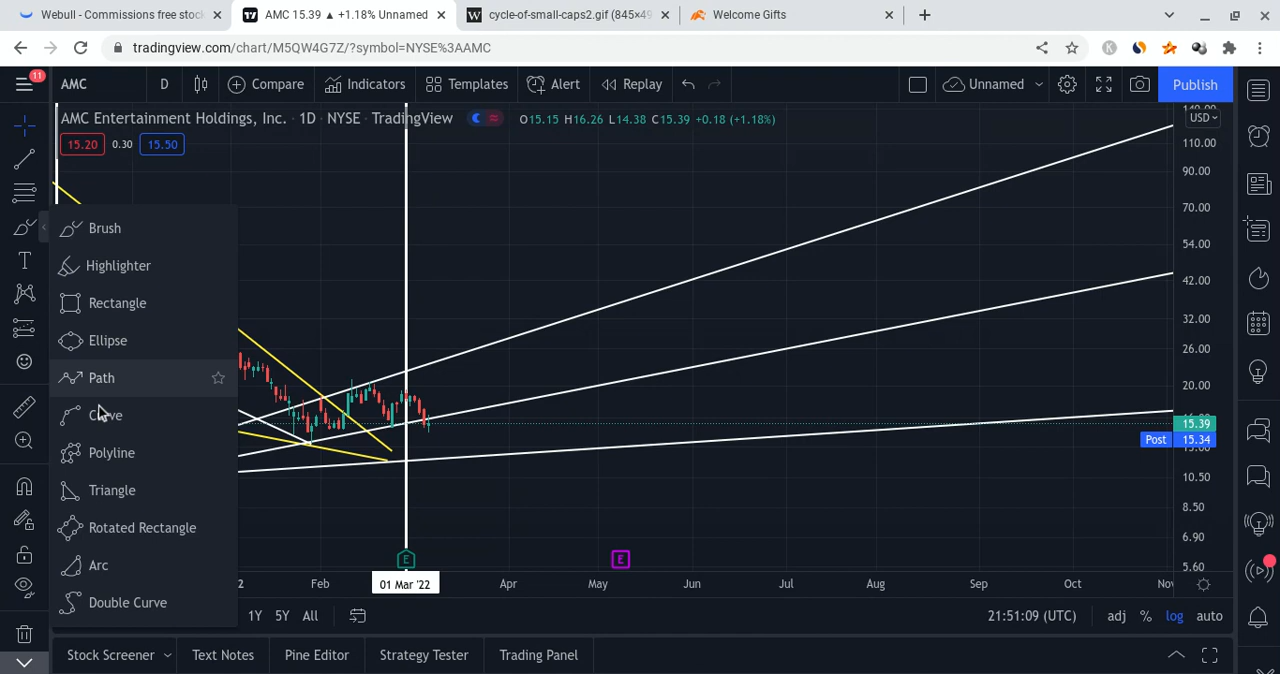 Webull - Commissions free stock
AMC 15.39 ▲ +1.18% Unnamed
cycle-of-small-caps2.gif (845×49
Welcome Gifts
tradingview.com/chart/M5QW4G7Z/?symbol=NYSE%3AAMC
11
AMC
D
Compare
Indicators
Templates
Alert
Replay
Unnamed
Publish
AMC Entertainment Holdings, Inc. · 1D · NYSE · TradingView
O15.15 H16.26 L14.38 C15.39 +0.18 (+1.18%)
USD
15.20 0.30 15.50
110.00
90.00
70.00
54.00
42.00
32.00
26.00
20.00
15.39
Post 15.34
10.50
8.50
6.90
5.60
Brush
Highlighter
Rectangle
Ellipse
Path
Curve
Polyline
Triangle
Rotated Rectangle
Arc
Double Curve
E
E
2 Feb 01 Mar '22 Apr May Jun Jul Aug Sep Oct Nov
1Y 5Y All
21:51:09 (UTC) adj % log auto
Stock Screener Text Notes Pine Editor Strategy Tester Trading Panel